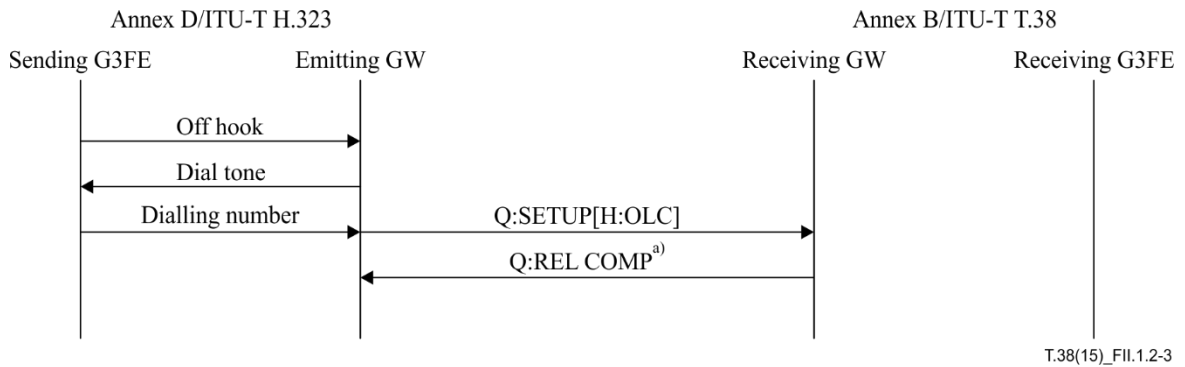 Annex D/ITU-T H.323 Annex B/ITU-T T.38
Sending G3FE Emitting GW Receiving GW Receiving G3FE
Off hook
Dial tone
Dialling number Q:SETUP[H:OLC]
Q:REL COMP a)
T.38(15)_FII.1.2-3